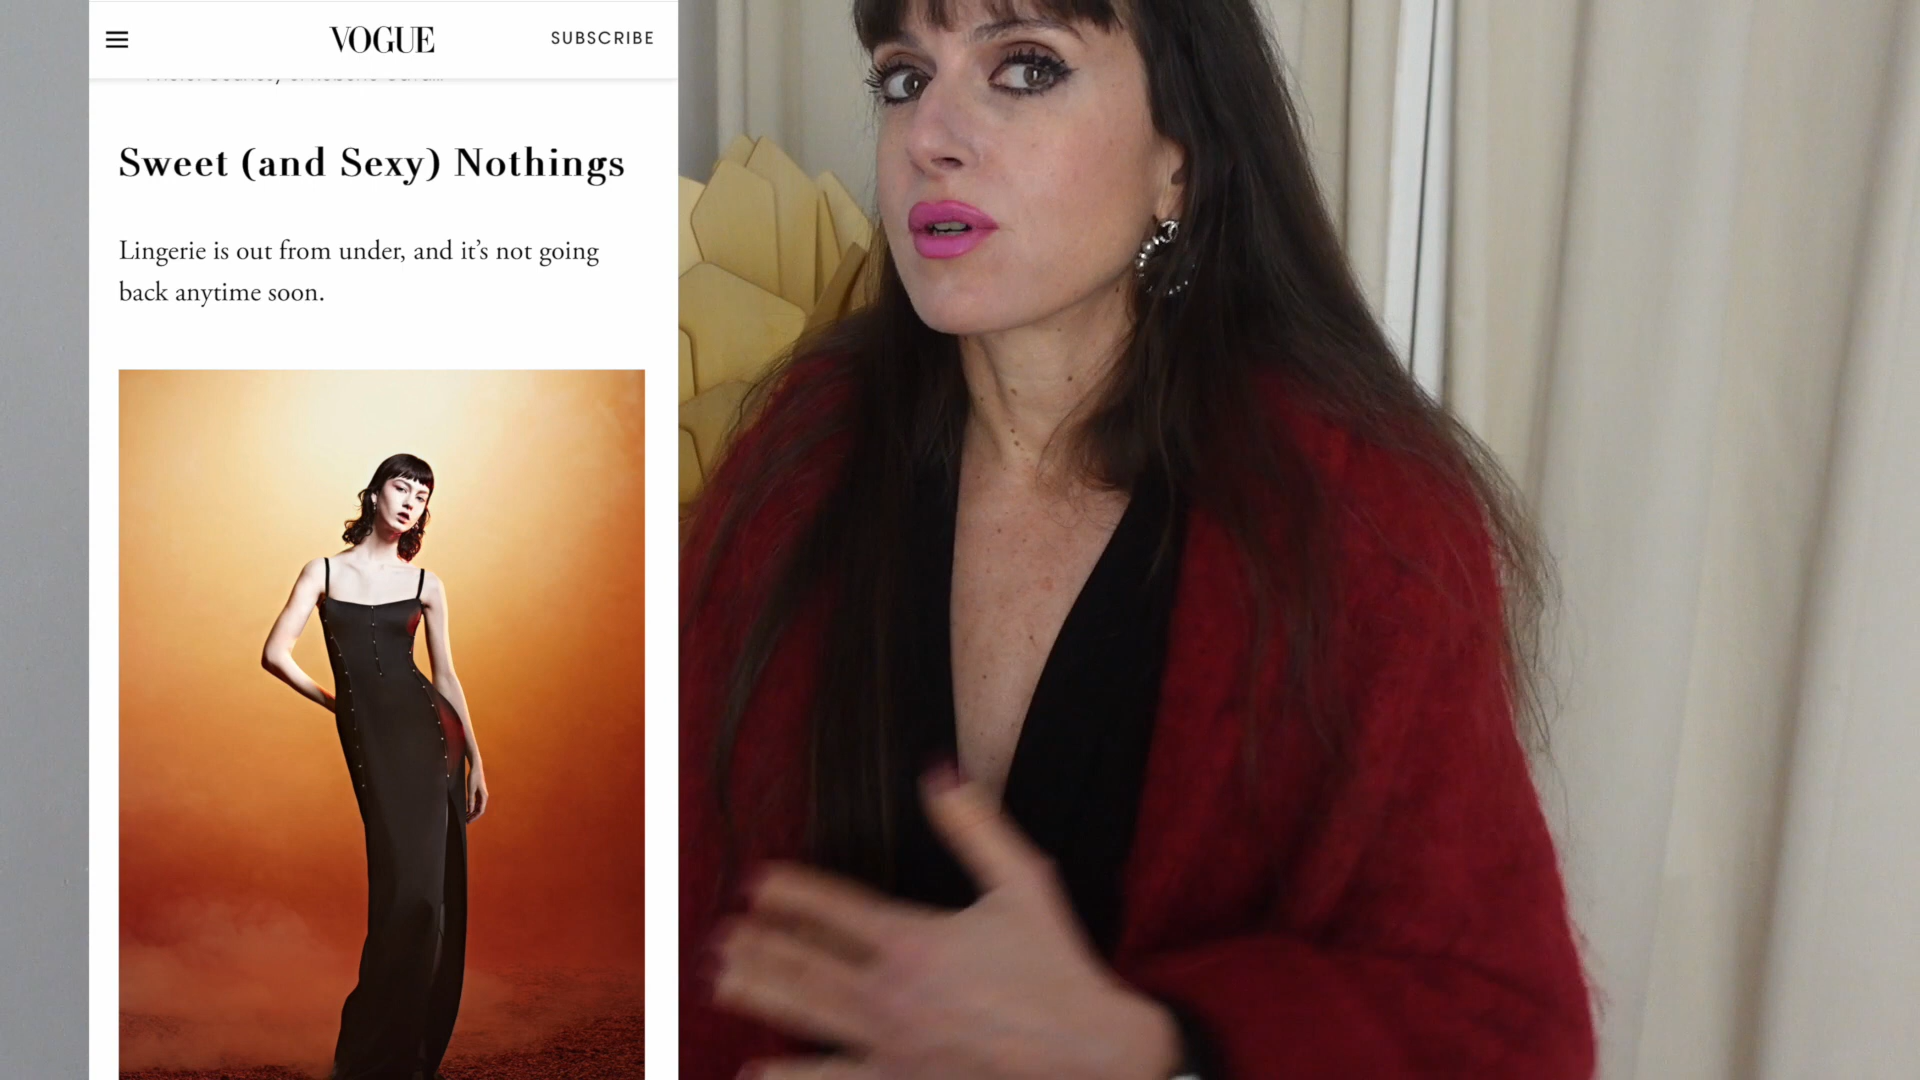 VOGUE
SUBSCRIBE
Sweet (and Sexy) Nothings
Lingerie is out from under, and it's not going
back anytime soon.